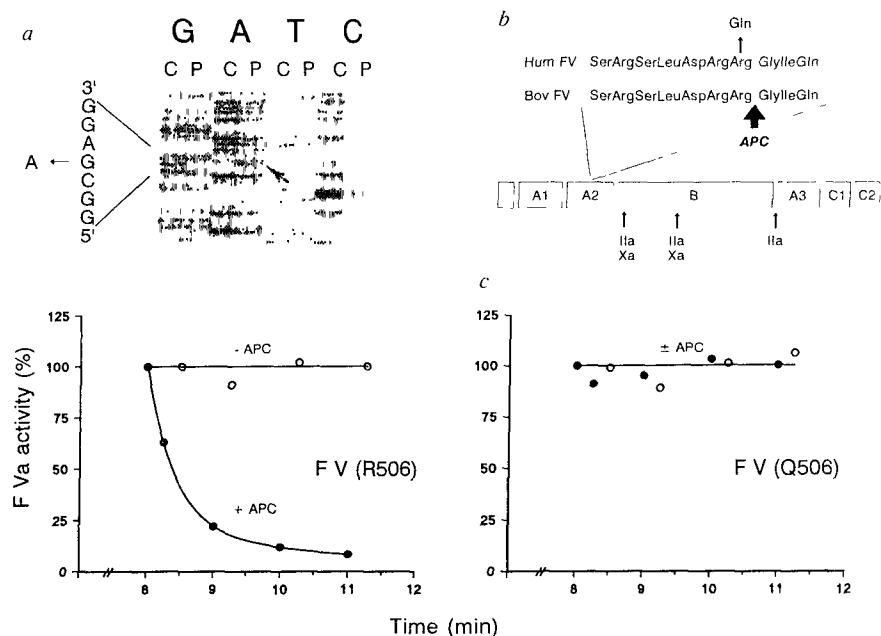 a
G A T C
C P C P C P C P
3'
G
G
A
A ← G
C
G
G
5'
b
Gln
Hum FV SerArgSerLeuAspArgArg GlyIleGln
Bov FV SerArgSerLeuAspArgArg GlyIleGln
APC
A1 A2 B A3 C1 C2
IIa IIa IIa
Xa Xa
F Va activity (%)
125
100
75
50
25
0
- APC
+ APC
F V (R506)
8 9 10 11 12
c
125
100
75
50
25
0
± APC
F V (Q506)
8 9 10 11 12
Time (min)